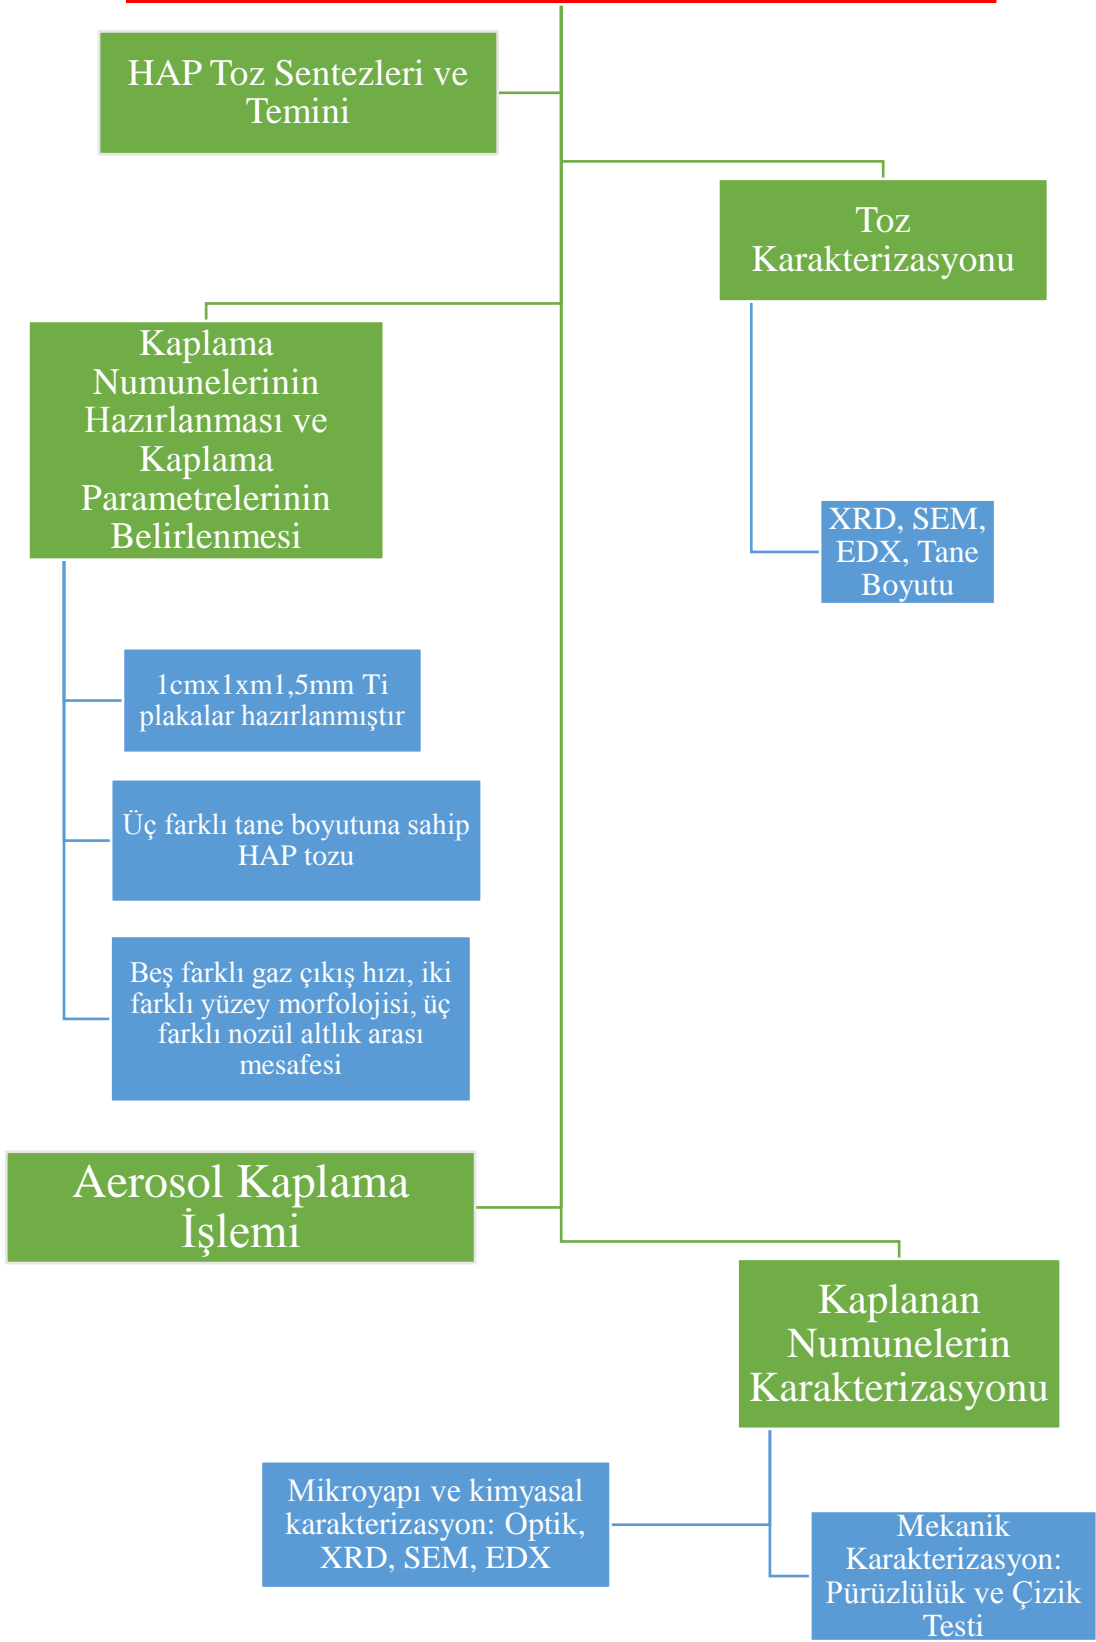 HAP Toz Sentezleri ve
Temini
Toz
Karakterizasyonu
Kaplama
Numunelerinin
Hazırlanması ve
Kaplama
Parametrelerinin
Belirlenmesi
XRD, SEM,
EDX, Tane
Boyutu
1cmx1xm1,5mm Ti
plakalar hazırlanmıştır
Üç farklı tane boyutuna sahip
HAP tozu
Beş farklı gaz çıkış hızı, iki
farklı yüzey morfolojisi, üç
farklı nozül altlık arası
mesafesi
Aerosol Kaplama
İşlemi
Kaplanan
Numunelerin
Karakterizasyonu
Mikroyapı ve kimyasal
karakterizasyon: Optik,
XRD, SEM, EDX
Mekanik
Karakterizasyon:
Pürüzlülük ve Çizik
Testi